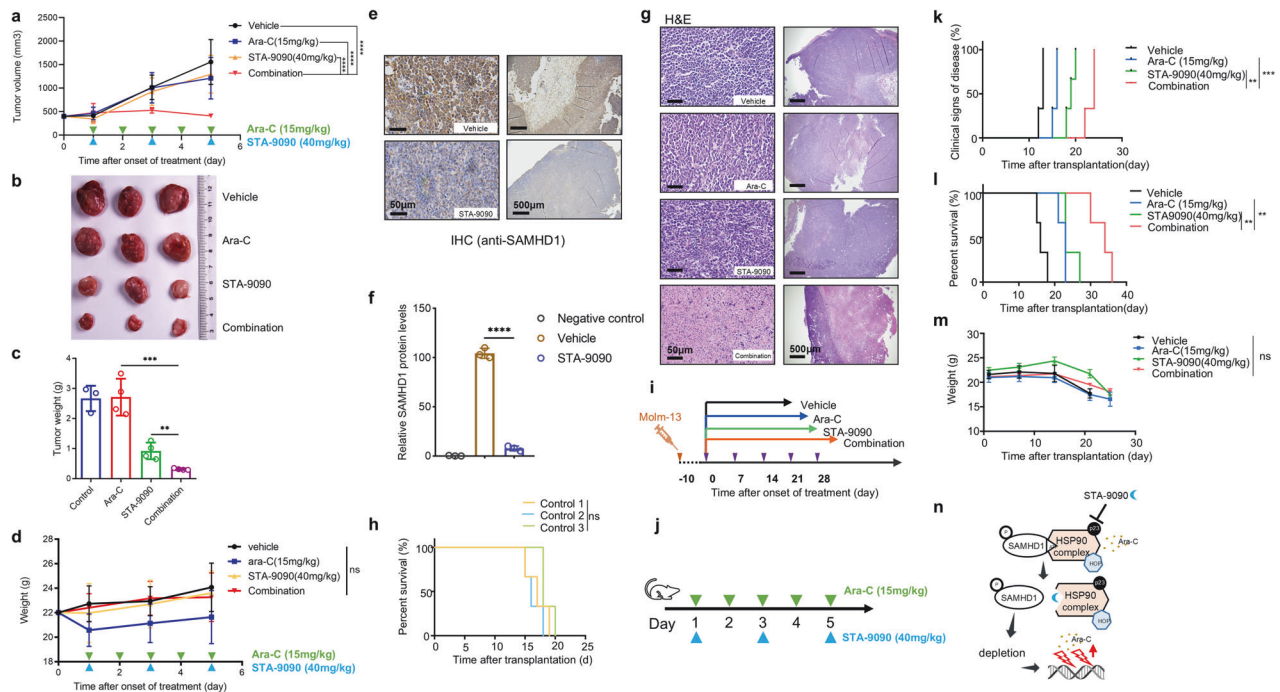 a
Tumor volume (mm3)
2500
2000
1500
1000
500
0
0 2 4 6
Time after onset of treatment (day)
Vehicle
Ara-C(15mg/kg)
STA-9090(40mg/kg)
Combination
****
****
****
Ara-C (15mg/kg)
STA-9090 (40mg/kg)
b
Vehicle
Ara-C
STA-9090
Combination
c
Tumor weight (g)
4
3
2
1
0
***
**
Control
Ara-C
STA-9090
Combination
d
Weight (g)
26
24
22
20
18
0 2 4 6
Time after onset of treatment (day)
vehicle
ara-C(15mg/kg)
STA-9090(40mg/kg)
Combination
ns
Ara-C (15mg/kg)
STA-9090 (40mg/kg)
e
Vehicle
50μm
STA-9090
500μm
IHC (anti-SAMHD1)
f
Relative SAMHD1 protein levels
150
100
50
0
****
Negative control
Vehicle
STA-9090
g
H&E
Vehicle
Ara-C
STA-9090
50μm
Combination
500μm
h
Percent survival (%)
100
50
0
0 5 10 15 20 25
Time after transplantation (d)
Control 1
Control 2
Control 3
ns
i
Molm-13
Vehicle
Ara-C
STA-9090
Combination
-10 0 7 14 21 28
Time after onset of treatment (day)
j
Day 1 2 3 4 5
Ara-C (15mg/kg)
STA-9090 (40mg/kg)
k
Clinical signs of disease (%)
100
50
0
0 10 20 30
Time after transplantation(day)
Vehicle
Ara-C (15mg/kg)
STA-9090(40mg/kg)
Combination
**
***
l
Percent survival (%)
100
50
0
0 10 20 30 40
Time after transplantation (day)
Vehicle
Ara-C (15mg/kg)
STA9090(40mg/kg)
Combination
**
**
m
Weight (g)
40
30
20
10
0
0 10 20 30
Time after transplantation (day)
Vehicle
Ara-C(15mg/kg)
STA-9090(40mg/kg)
Combination
ns
n
STA-9090
P
SAMHD1
HSP90
complex
p23
HOP
Ara-C
P
SAMHD1
HSP90
complex
p23
HOP
depletion
Ara-C